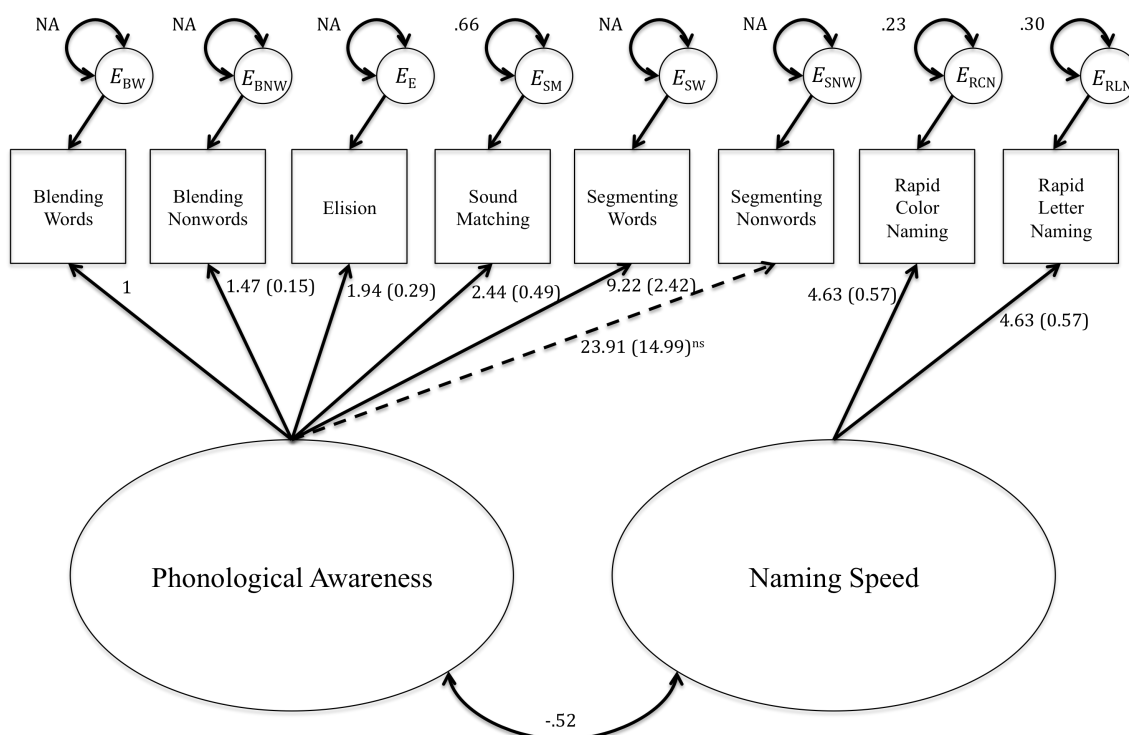 NA
NA
NA
.66
NA
NA
.23
.30
E_BW
E_BNW
E_E
E_SM
E_SW
E_SNW
E_RCN
E_RLN
Blending
Words
Blending
Nonwords
Elision
Sound
Matching
Segmenting
Words
Segmenting
Nonwords
Rapid
Color
Naming
Rapid
Letter
Naming
1
1.47 (0.15)
1.94 (0.29)
2.44 (0.49)
9.22 (2.42)
23.91 (14.99)ns
4.63 (0.57)
4.63 (0.57)
Phonological Awareness
Naming Speed
-.52